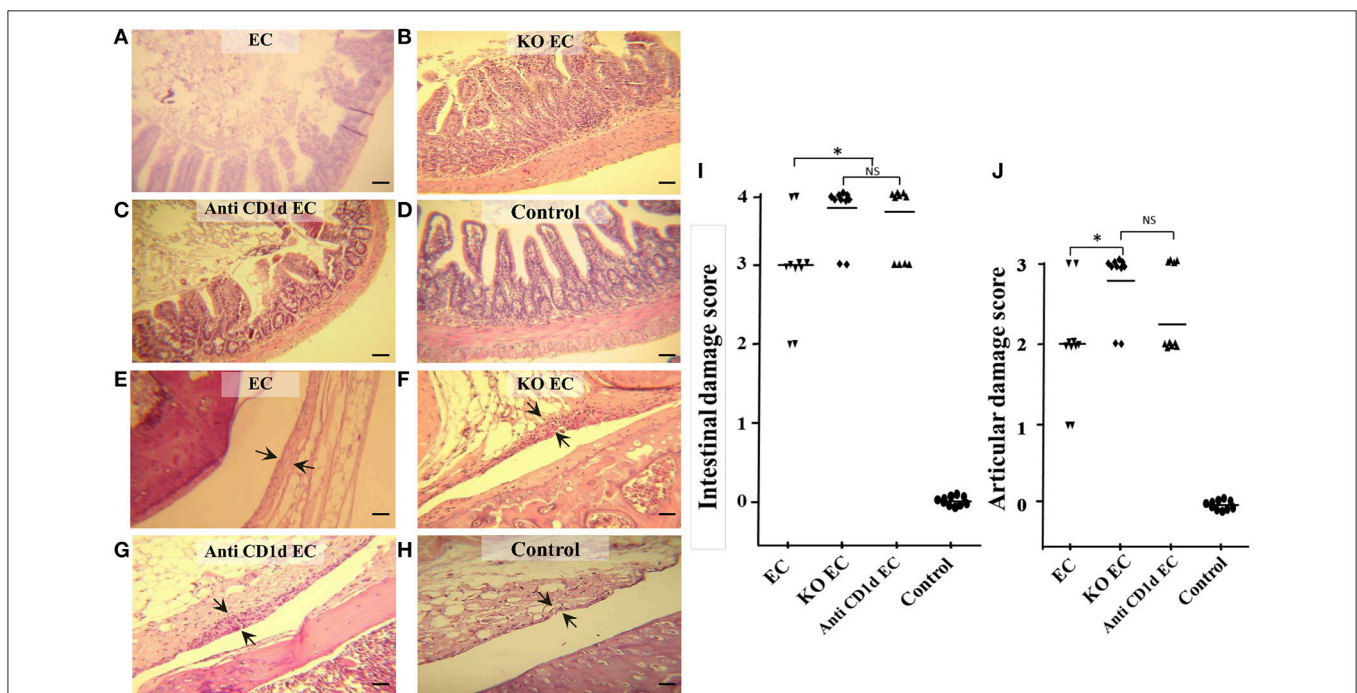 A
EC
B
KO EC
C
Anti CD1d EC
D
Control
E
EC
F
KO EC
G
Anti CD1d EC
H
Control
I
*
NS
Intestinal damage score
4
3
2
1
0
EC
KO EC
Anti CD1d EC
Control
J
*
NS
Articular damage score
3
2
1
0
EC
KO EC
Anti CD1d EC
Control